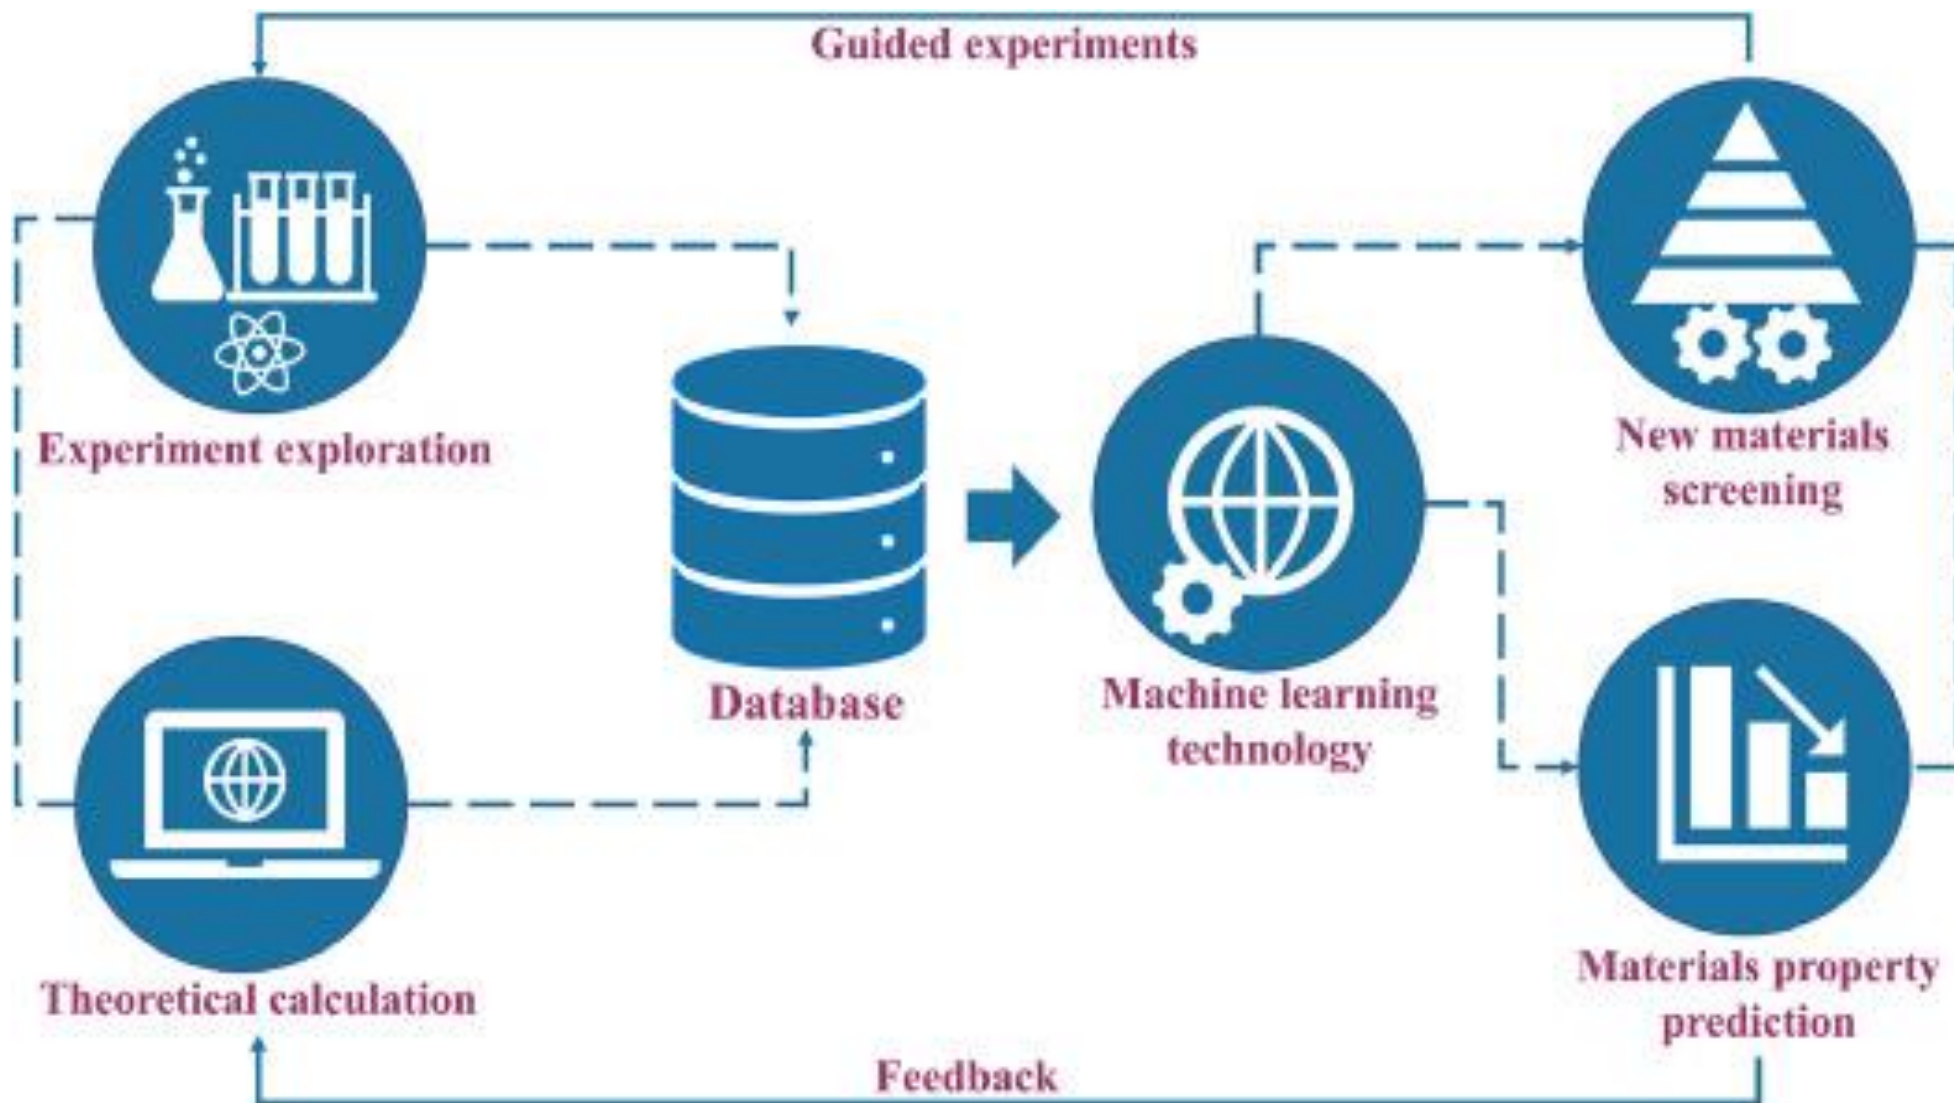 Guided experiments
Experiment exploration
New materials
screening
Database
Machine learning
technology
Theoretical calculation
Materials property
prediction
Feedback